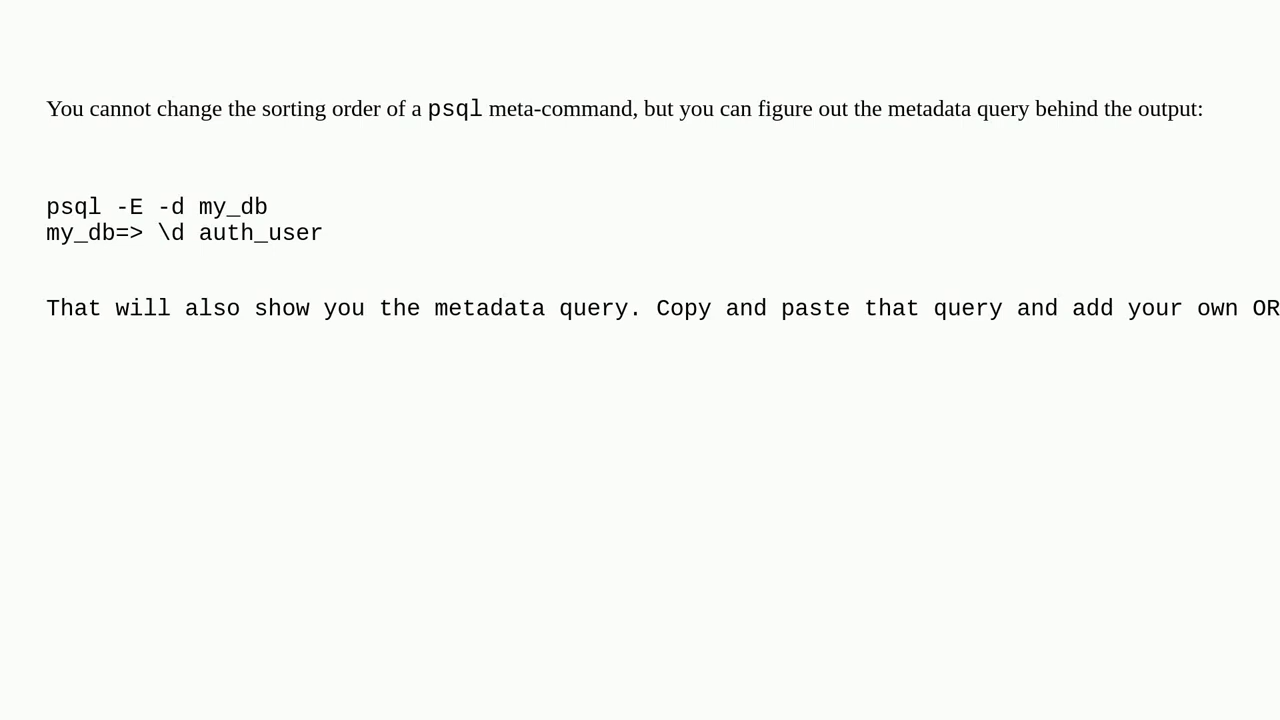 You cannot change the sorting order of a psql meta-command, but you can figure out the metadata query behind the output:
psql -E -d my_db
my_db=> \d auth_user
That will also show you the metadata query. Copy and paste that query and add your own OR